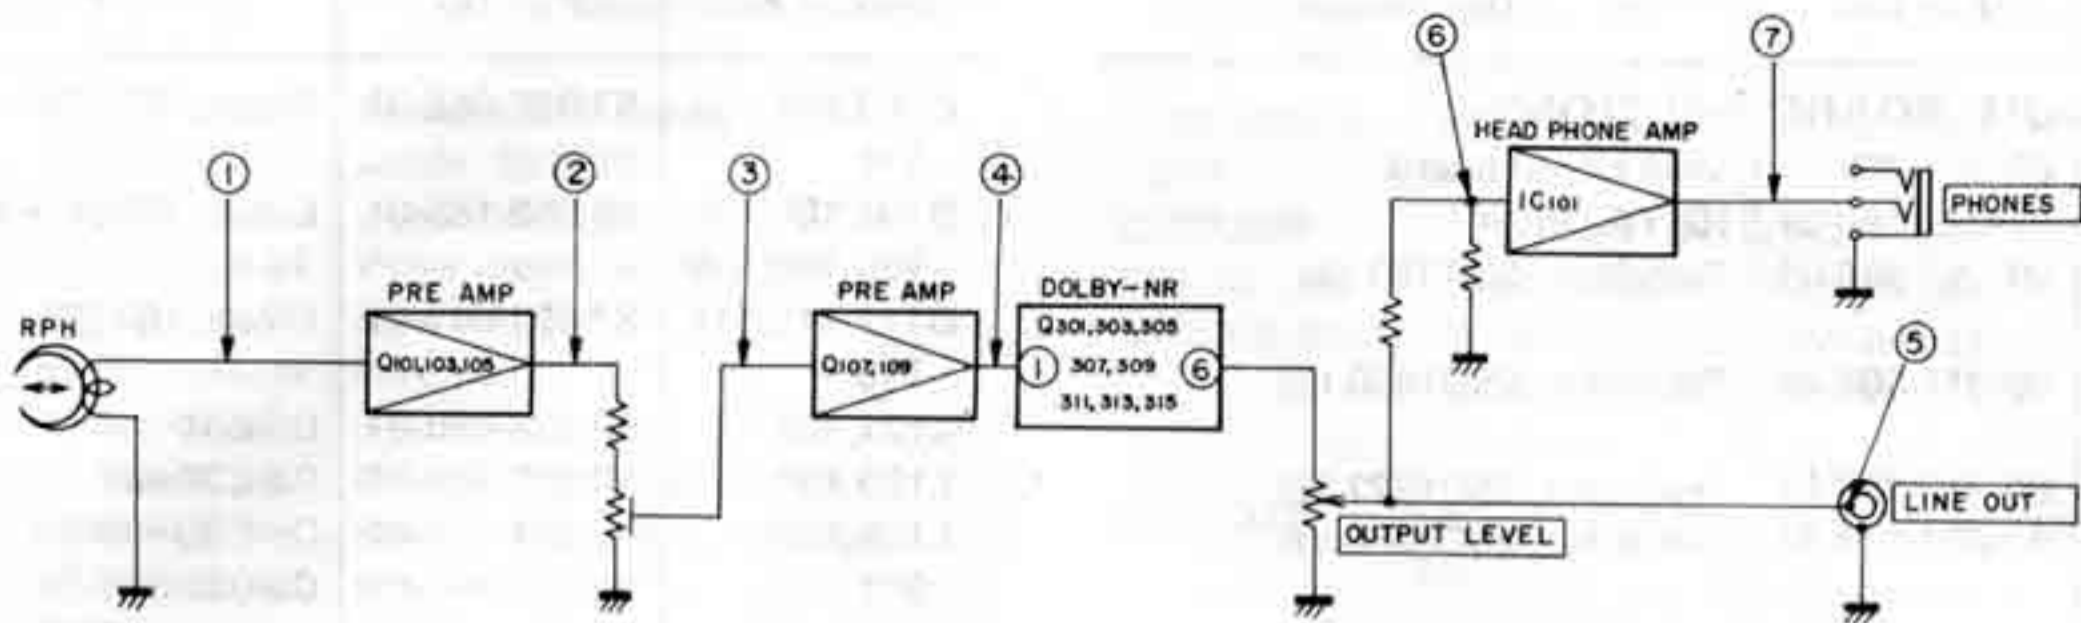 ⑥
⑦
HEAD PHONE AMP
IC101
PHONES
①
②
③
④
PRE AMP
Q101,103,105
RPH
PRE AMP
Q107,109
DOLBY-NR
Q301,303,305
① 307,309 ⑥
311,313,315
OUTPUT LEVEL
⑤
LINE OUT